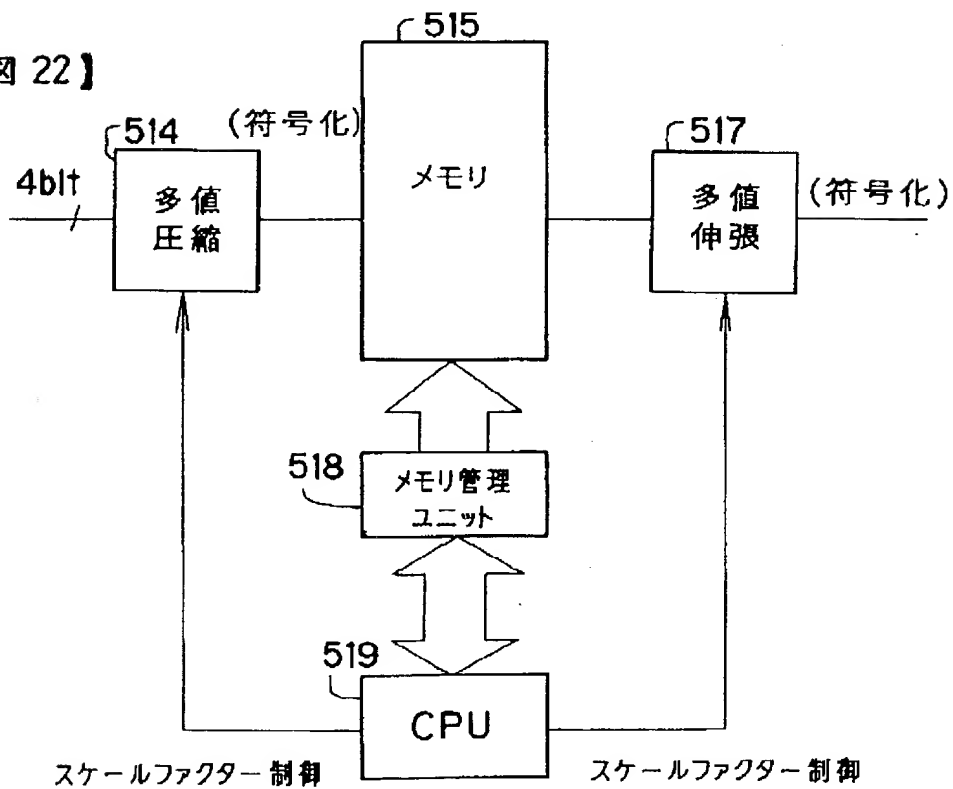 515
図 22】
514
(符号化)
517
4bit
多値
圧縮
メモリ
多値
伸張
(符号化)
518
メモリ管理
ユニット
519
CPU
スケールファクター制御
スケールファクター制御